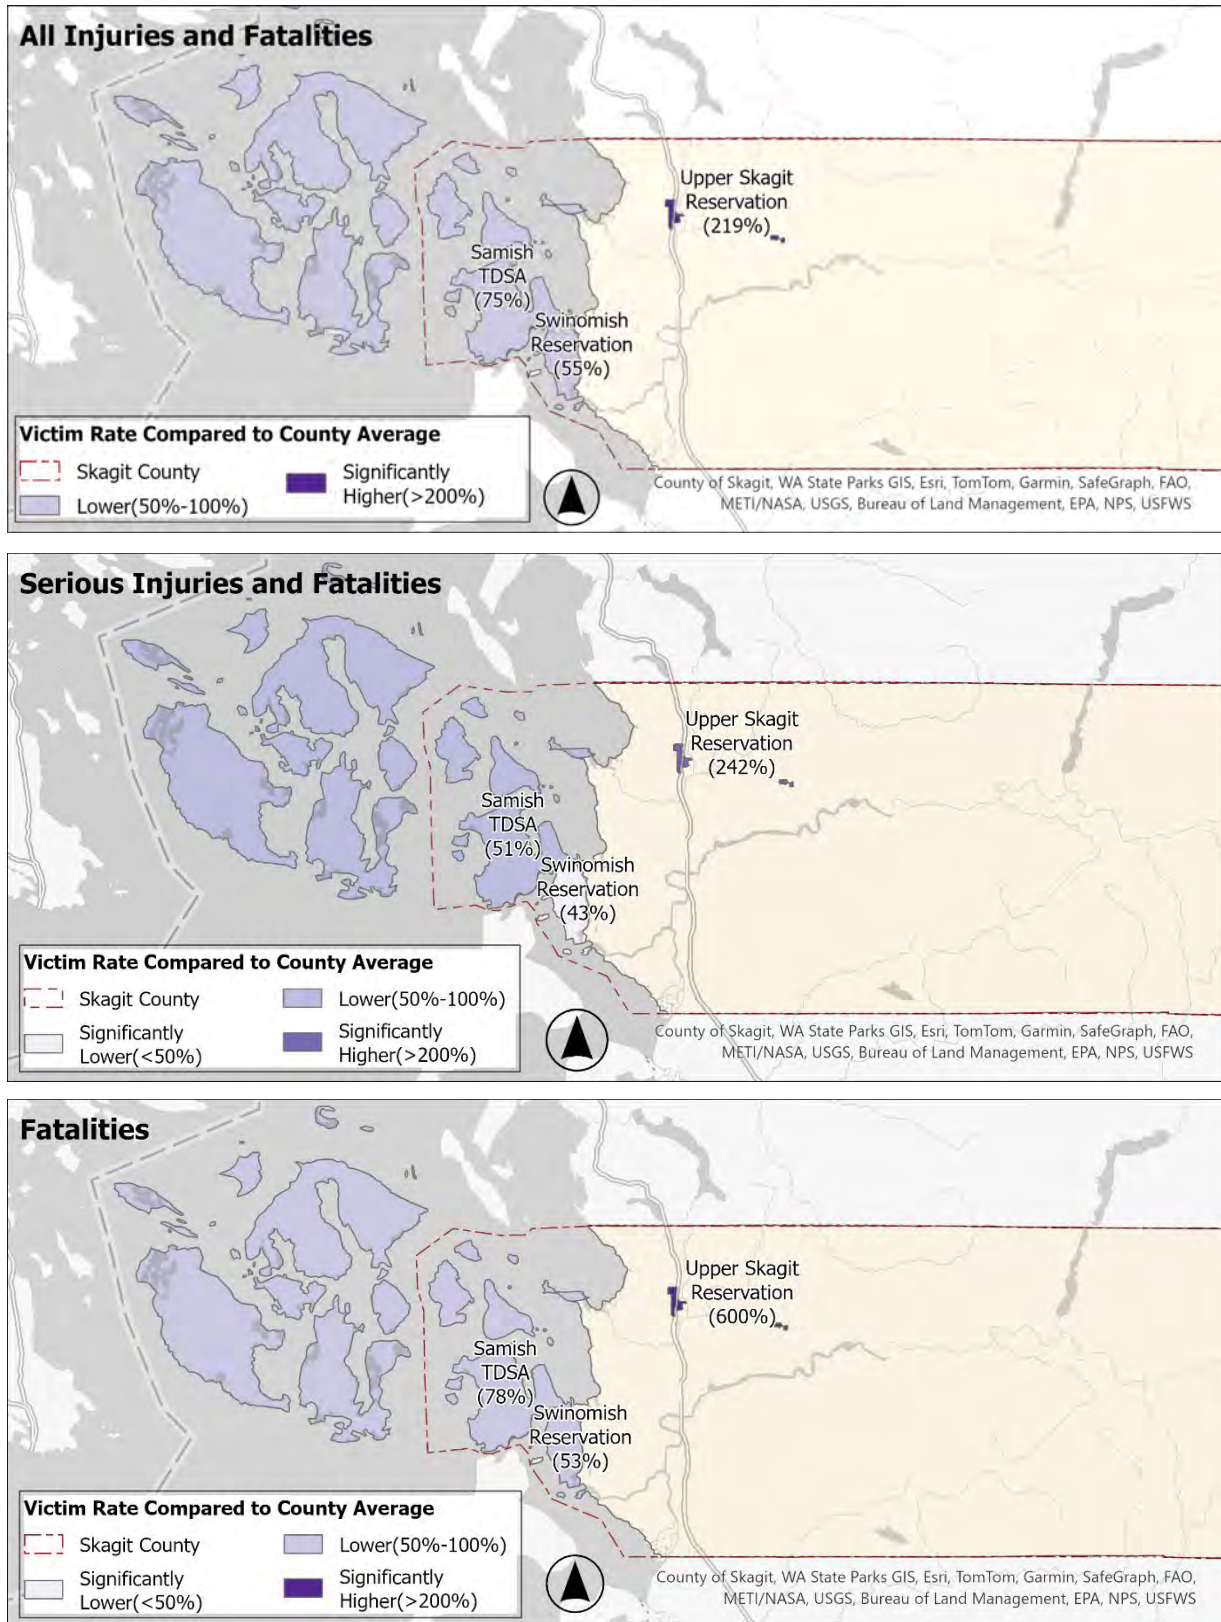 All Injuries and Fatalities
Upper Skagit
Reservation
(219%)
Samish
TDSA
(75%)
Swinomish
Reservation
(55%)
Victim Rate Compared to County Average
Skagit County
Lower(50%-100%)
Significantly
Higher(>200%)
County of Skagit, WA State Parks GIS, Esri, TomTom, Garmin, SafeGraph, FAO,
METI/NASA, USGS, Bureau of Land Management, EPA, NPS, USFWS
Serious Injuries and Fatalities
Upper Skagit
Reservation
(242%)
Samish
TDSA
(51%)
Swinomish
Reservation
(43%)
Victim Rate Compared to County Average
Skagit County
Significantly
Lower(<50%)
Lower(50%-100%)
Significantly
Higher(>200%)
County of Skagit, WA State Parks GIS, Esri, TomTom, Garmin, SafeGraph, FAO,
METI/NASA, USGS, Bureau of Land Management, EPA, NPS, USFWS
Fatalities
Upper Skagit
Reservation
(600%)
Samish
TDSA
(78%)
Swinomish
Reservation
(53%)
Victim Rate Compared to County Average
Skagit County
Significantly
Lower(<50%)
Lower(50%-100%)
Significantly
Higher(>200%)
County of Skagit, WA State Parks GIS, Esri, TomTom, Garmin, SafeGraph, FAO,
METI/NASA, USGS, Bureau of Land Management, EPA, NPS, USFWS